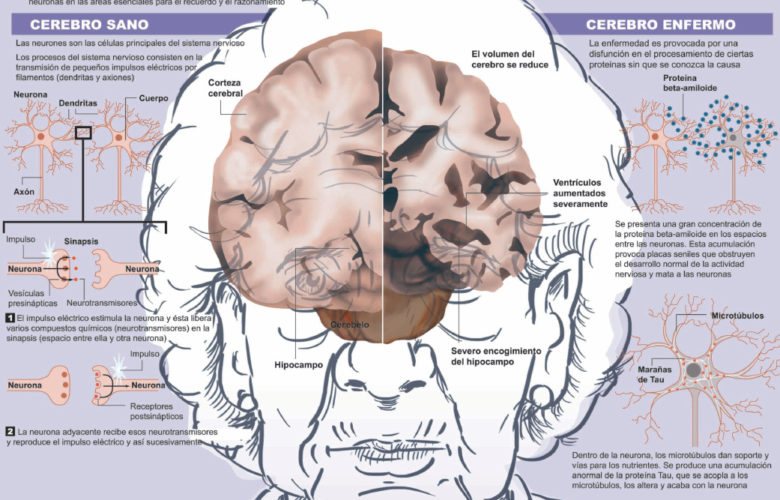 neuronas en las áreas esenciales para el recuerdo y el razonamiento
CEREBRO SANO
Las neurones son las células principales del sistema nervioso
Los procesos del sistema nervioso consisten en la
transmisión de pequeños impulsos eléctricos por
filamentos (dendritas y axiones)
Neurona
Dendritas
Cuerpo
Axón
Impulso
Sinapsis
Neurona
Neurona
Vesículas
presinápticas
Neurotransmisores
1 El impulso eléctrico estimula la neurona y ésta libera
varios compuestos químicos (neurotransmisores) en la
sinapsis (espacio entre ella y otra neurona)
Impulso
Neurona
Neurona
Receptores
postsinápticos
2 La neurona adyacente recibe esos neurotransmisores
y reproduce el impulso eléctrico y así sucesivamente
Corteza
cerebral
El volumen del
cerebro se reduce
Ventrículos
aumentados
severamente
Cerebelo
Hipocampo
Severo encogimiento
del hipocampo
CEREBRO ENFERMO
La enfermedad es provocada por una
disfunción en el procesamiento de ciertas
proteinas sin que se conozca la causa
Proteina
beta-amiloide
Se presenta una gran concentración de
la proteina beta-amiloide en los espacios
entre las neuronas. Esta acumulación
provoca placas seniles que obstruyen
el desarrollo normal de la actividad
nerviosa y mata a las neuronas
Microtúbulos
Marañas
de Tau
Dentro de la neurona, los microtúbulos dan soporte y
vías para los nutrientes. Se produce una acumulación
anormal de la proteina Tau, que se acopla a los
microtúbulos, los altera y acaba con la neurona